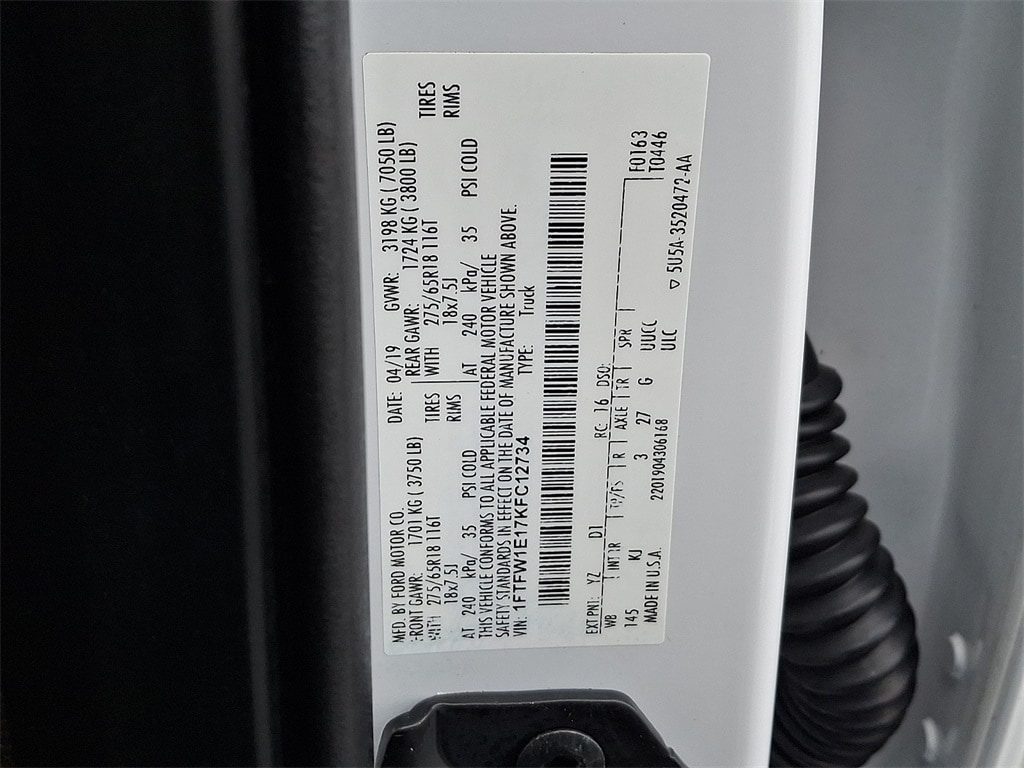 MFD. BY FORD MOTOR CO. DATE: 04/19 GVWR: 3198 KG ( 7050 LB)
FRONT GAWR: 1701 KG ( 3750 LB) REAR GAWR: 1724 KG ( 3800 LB)
WITH 275/65R18 116T TIRES WITH 275/65R18 116T TIRES
18x7.5J RIMS 18x7.5J RIMS
AT 240 kPa/ 35 PSI COLD AT 240 kPa/ 35 PSI COLD
THIS VEHICLE CONFORMS TO ALL APPLICABLE FEDERAL MOTOR VEHICLE
SAFETY STANDARDS IN EFFECT ON THE DATE OF MANUFACTURE SHOWN ABOVE.
VIN: 1FTFW1E17KFC12734 TYPE: Truck
EXT PNT: YZ D1 RC: 16 DSO: F0163
WB INT TR TP/PS R AXLE TR SPR T0446
145 KJ 3 27 G UUCC
MADE IN U.S.A. 2201904306168 ULC
▽ 5U5A-3520472-AA